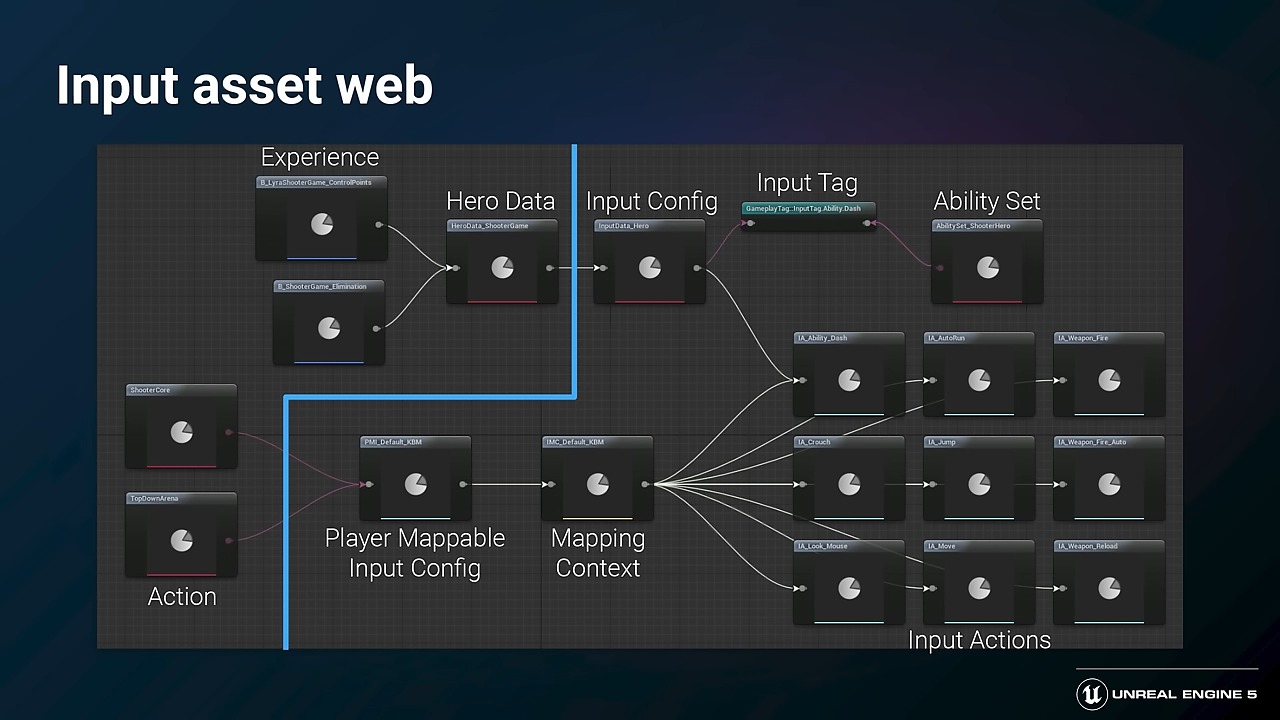 Input asset web
Experience
B_LyraShooterGame_ControlPoints
Hero Data
HeroData_ShooterGame
B_ShooterGame_Elimination
Input Config
InputData_Hero
Input Tag
GameplayTag::InputTag.Ability.Dash
Ability Set
AbilitySet_ShooterHero
ShooterCore
TopDownArena
Action
PMI_Default_KBM
Player Mappable
Input Config
IMC_Default_KBM
Mapping
Context
IA_Ability_Dash
IA_AutoRun
IA_Weapon_Fire
IA_Crouch
IA_Jump
IA_Weapon_Fire_Auto
IA_Look_Mouse
IA_Move
IA_Weapon_Reload
Input Actions
UNREAL ENGINE 5